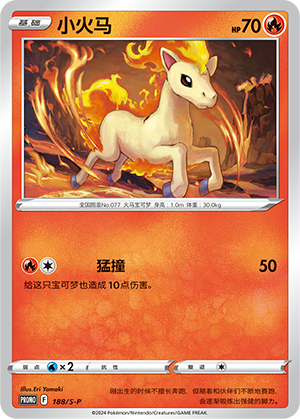 基础 小火马 HP70
全国图鉴No.077 火马宝可梦 身高：1.0m 体重：30.0kg
猛撞 50
给这只宝可梦也造成10点伤害。
弱点 ×2 抵抗力 撤退
Illus.Eri Yamaki
PROMO F 188/S-P
刚出生的时候不擅长奔跑，但随着和伙伴们不断地赛跑，
会逐渐锻炼出强健的脚力。
©2024 Pokémon/Nintendo/Creatures/GAME FREAK.